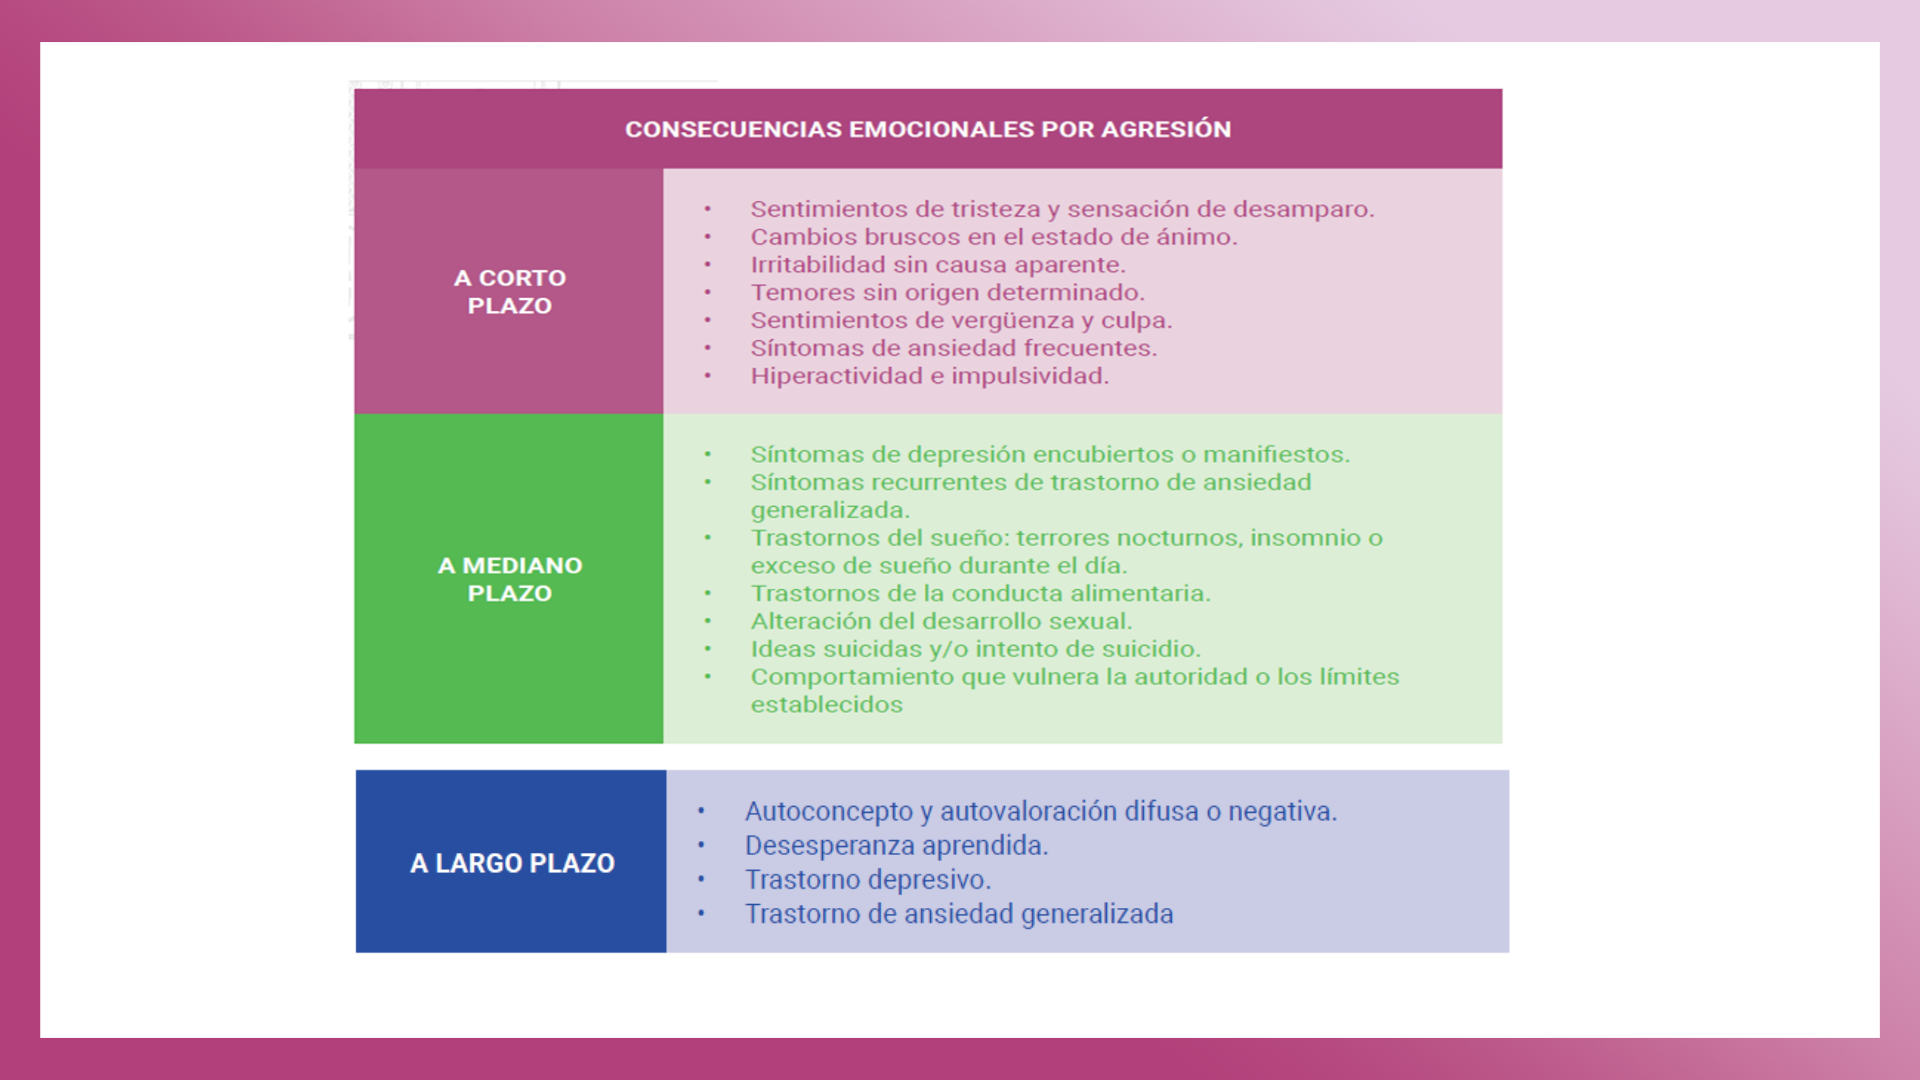 CONSECUENCIAS EMOCIONALES POR AGRESIÓN
A CORTO
PLAZO
• Sentimientos de tristeza y sensación de desamparo.
• Cambios bruscos en el estado de ánimo.
• Irritabilidad sin causa aparente.
• Temores sin origen determinado.
• Sentimientos de vergüenza y culpa.
• Síntomas de ansiedad frecuentes.
• Hiperactividad e impulsividad.
A MEDIANO
PLAZO
• Síntomas de depresión encubiertos o manifiestos.
• Síntomas recurrentes de trastorno de ansiedad
generalizada.
• Trastornos del sueño: terrores nocturnos, insomnio o
exceso de sueño durante el día.
• Trastornos de la conducta alimentaria.
• Alteración del desarrollo sexual.
• Ideas suicidas y/o intento de suicidio.
• Comportamiento que vulnera la autoridad o los límites
establecidos
A LARGO PLAZO
• Autoconcepto y autovaloración difusa o negativa.
• Desesperanza aprendida.
• Trastorno depresivo.
• Trastorno de ansiedad generalizada